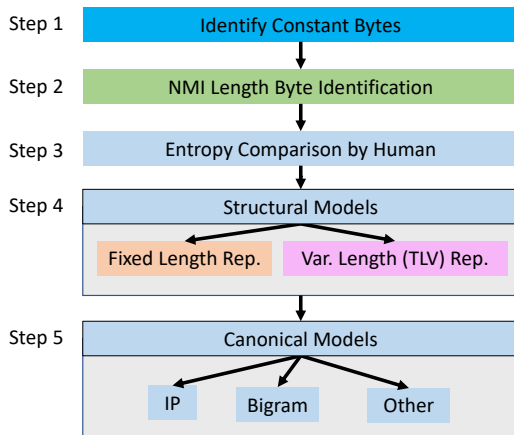 Step 1
Identify Constant Bytes
Step 2
NMI Length Byte Identification
Step 3
Entropy Comparison by Human
Step 4
Structural Models
Fixed Length Rep.
Var. Length (TLV) Rep.
Step 5
Canonical Models
IP
Bigram
Other